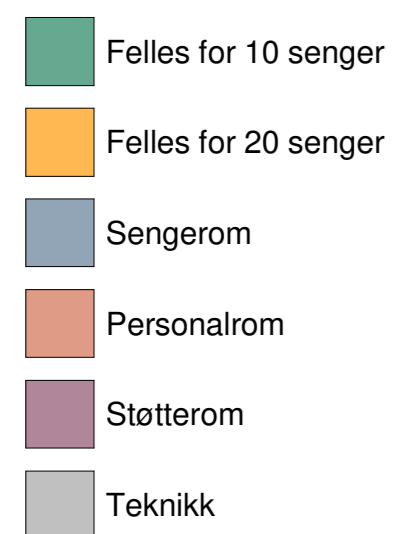 Felles for 10 senger
Felles for 20 senger
Sengerom
Personalrom
Støtterom
Teknikk